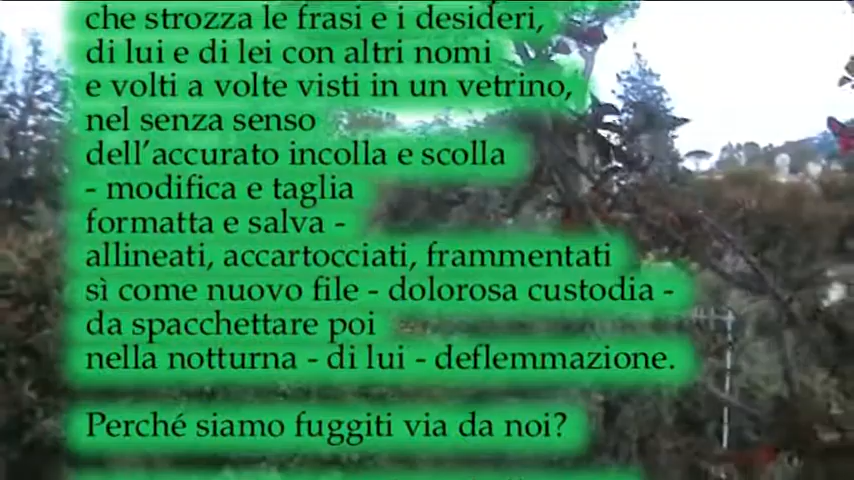 che strozza le frasi e i desideri,
di lui e di lei con altri nomi
e volti a volte visti in un vetrino,
nel senza senso
dell'accurato incolla e scolla
- modifica e taglia
formatta e salva -
allineati, accartocciati, frammentati
sì come nuovo file - dolorosa custodia -
da spacchettare poi
nella notturna - di lui - deflemmazione.
Perché siamo fuggiti via da noi?